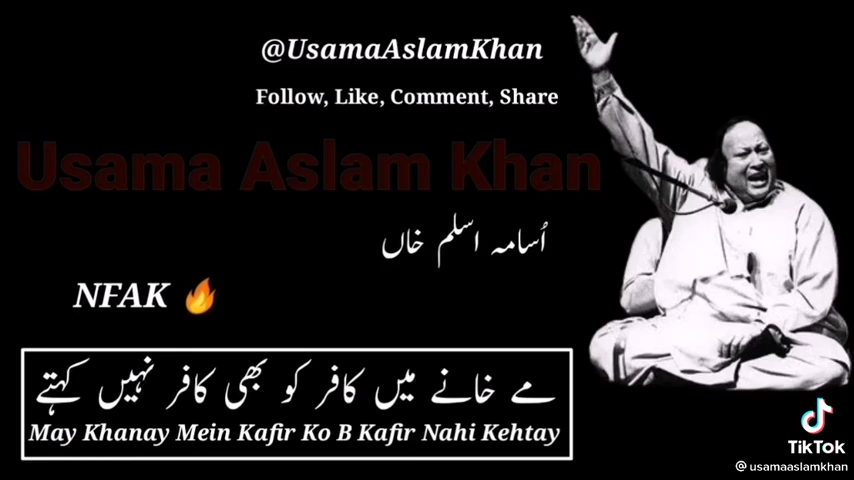 @UsamaAslamKhan
Follow, Like, Comment, Share
Usama Aslam Khan
اُسامہ اسلم خاں
NFAK 🔥
مے خانے میں کافر کو بھی کافر نہیں کہتے
May Khanay Mein Kafir Ko B Kafir Nahi Kehtay
TikTok
@usamaaslamkhan